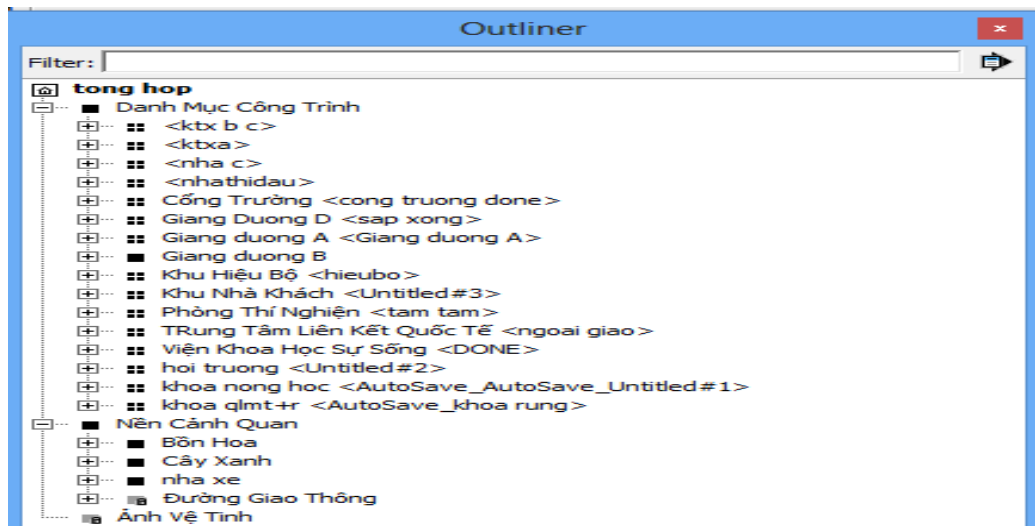 Outliner
Filter:
tong hop
Danh Mục Công Trình
<ktx b c>
<ktxa>
<nha c>
<nhathidau>
Cổng Trường <cong truong done>
Giang Duong D <sap xong>
Giang duong A <Giang duong A>
Giang duong B
Khu Hiệu Bộ <hieubo>
Khu Nhà Khách <Untitled#3>
Phòng Thí Nghiện <tam tam>
TRung Tâm Liên Kết Quốc Tế <ngoai giao>
Viện Khoa Học Sự Sống <DONE>
hoi truong <Untitled#2>
khoa nong hoc <AutoSave_AutoSave_Untitled#1>
khoa qlmt+r <AutoSave_khoa rung>
Nền Cảnh Quan
Bồn Hoa
Cây Xanh
nha xe
Đường Giao Thông
Ảnh Vệ Tinh